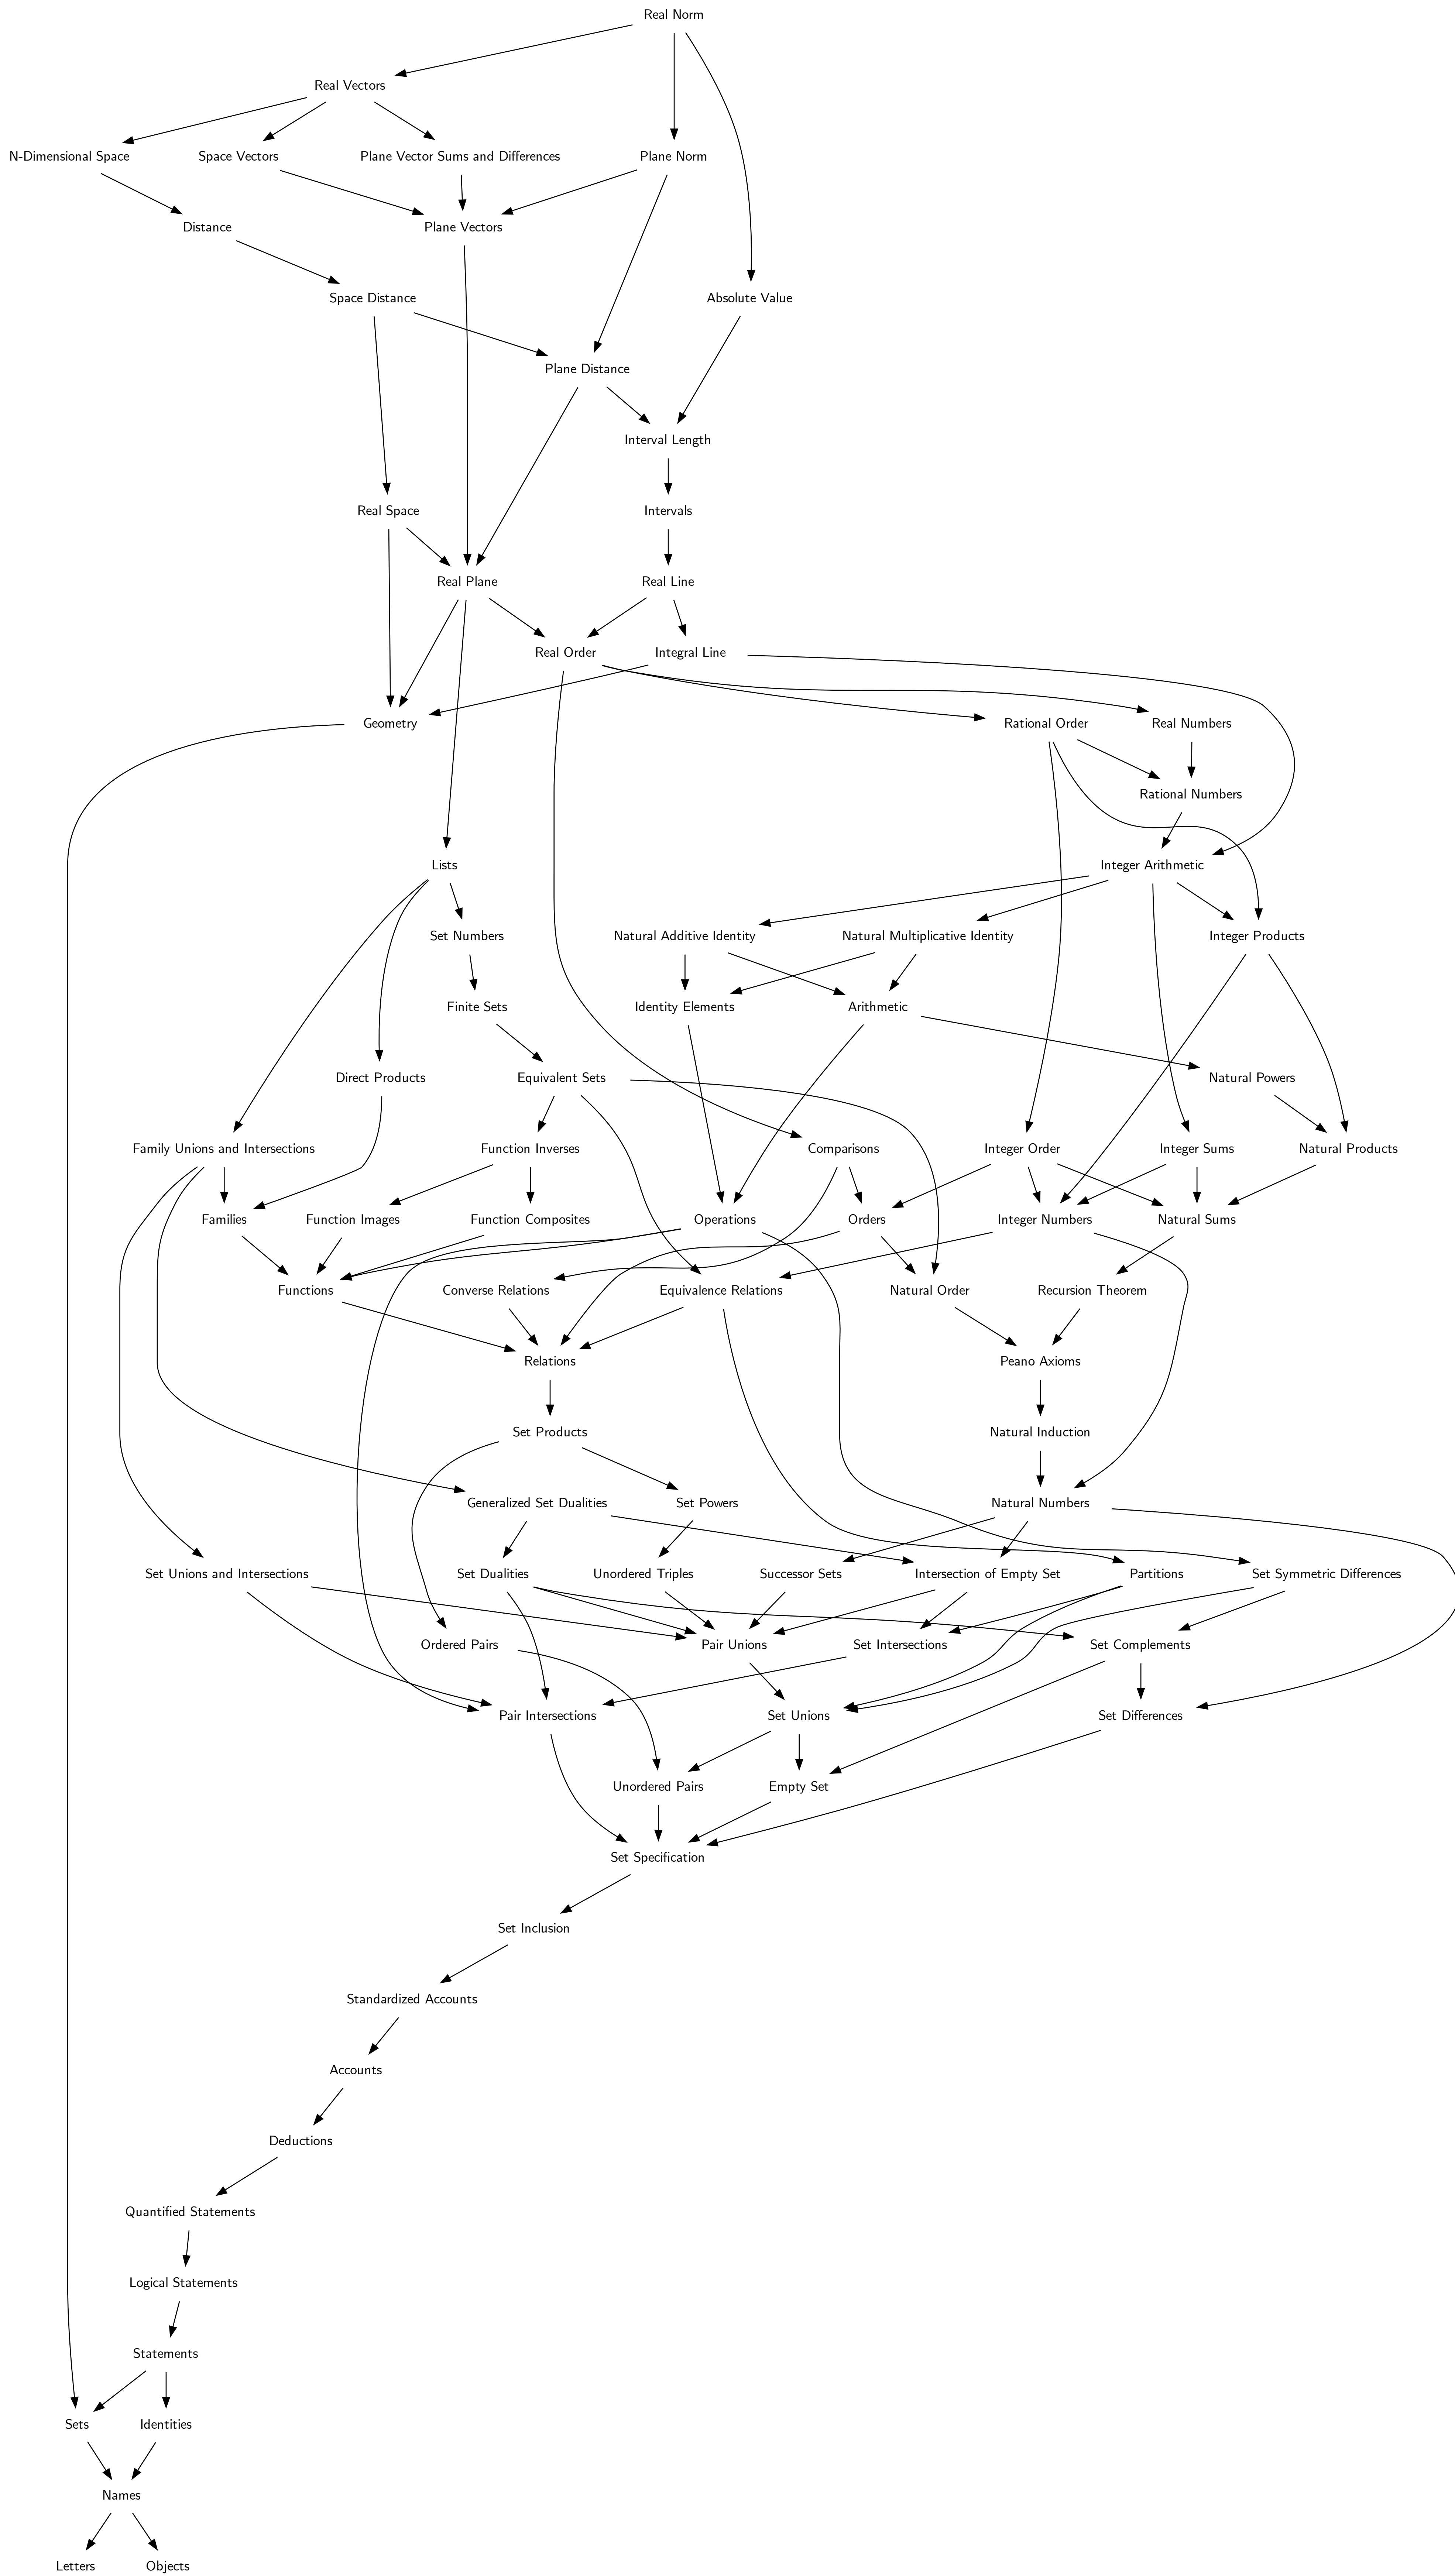 Real Norm
Real Vectors
N-Dimensional Space
Space Vectors
Plane Vector Sums and Differences
Plane Norm
Distance
Plane Vectors
Space Distance
Absolute Value
Plane Distance
Interval Length
Real Space
Intervals
Real Plane
Real Line
Real Order
Integral Line
Geometry
Rational Order
Real Numbers
Rational Numbers
Lists
Integer Arithmetic
Set Numbers
Natural Additive Identity
Natural Multiplicative Identity
Integer Products
Finite Sets
Identity Elements
Arithmetic
Direct Products
Equivalent Sets
Natural Powers
Family Unions and Intersections
Function Inverses
Comparisons
Integer Order
Integer Sums
Natural Products
Families
Function Images
Function Composites
Operations
Orders
Integer Numbers
Natural Sums
Functions
Converse Relations
Equivalence Relations
Natural Order
Recursion Theorem
Relations
Peano Axioms
Set Products
Natural Induction
Generalized Set Dualities
Set Powers
Natural Numbers
Set Unions and Intersections
Set Dualities
Unordered Triples
Successor Sets
Intersection of Empty Set
Partitions
Set Symmetric Differences
Ordered Pairs
Pair Unions
Set Intersections
Set Complements
Pair Intersections
Set Unions
Set Differences
Unordered Pairs
Empty Set
Set Specification
Set Inclusion
Standardized Accounts
Accounts
Deductions
Quantified Statements
Logical Statements
Statements
Sets
Identities
Names
Letters
Objects